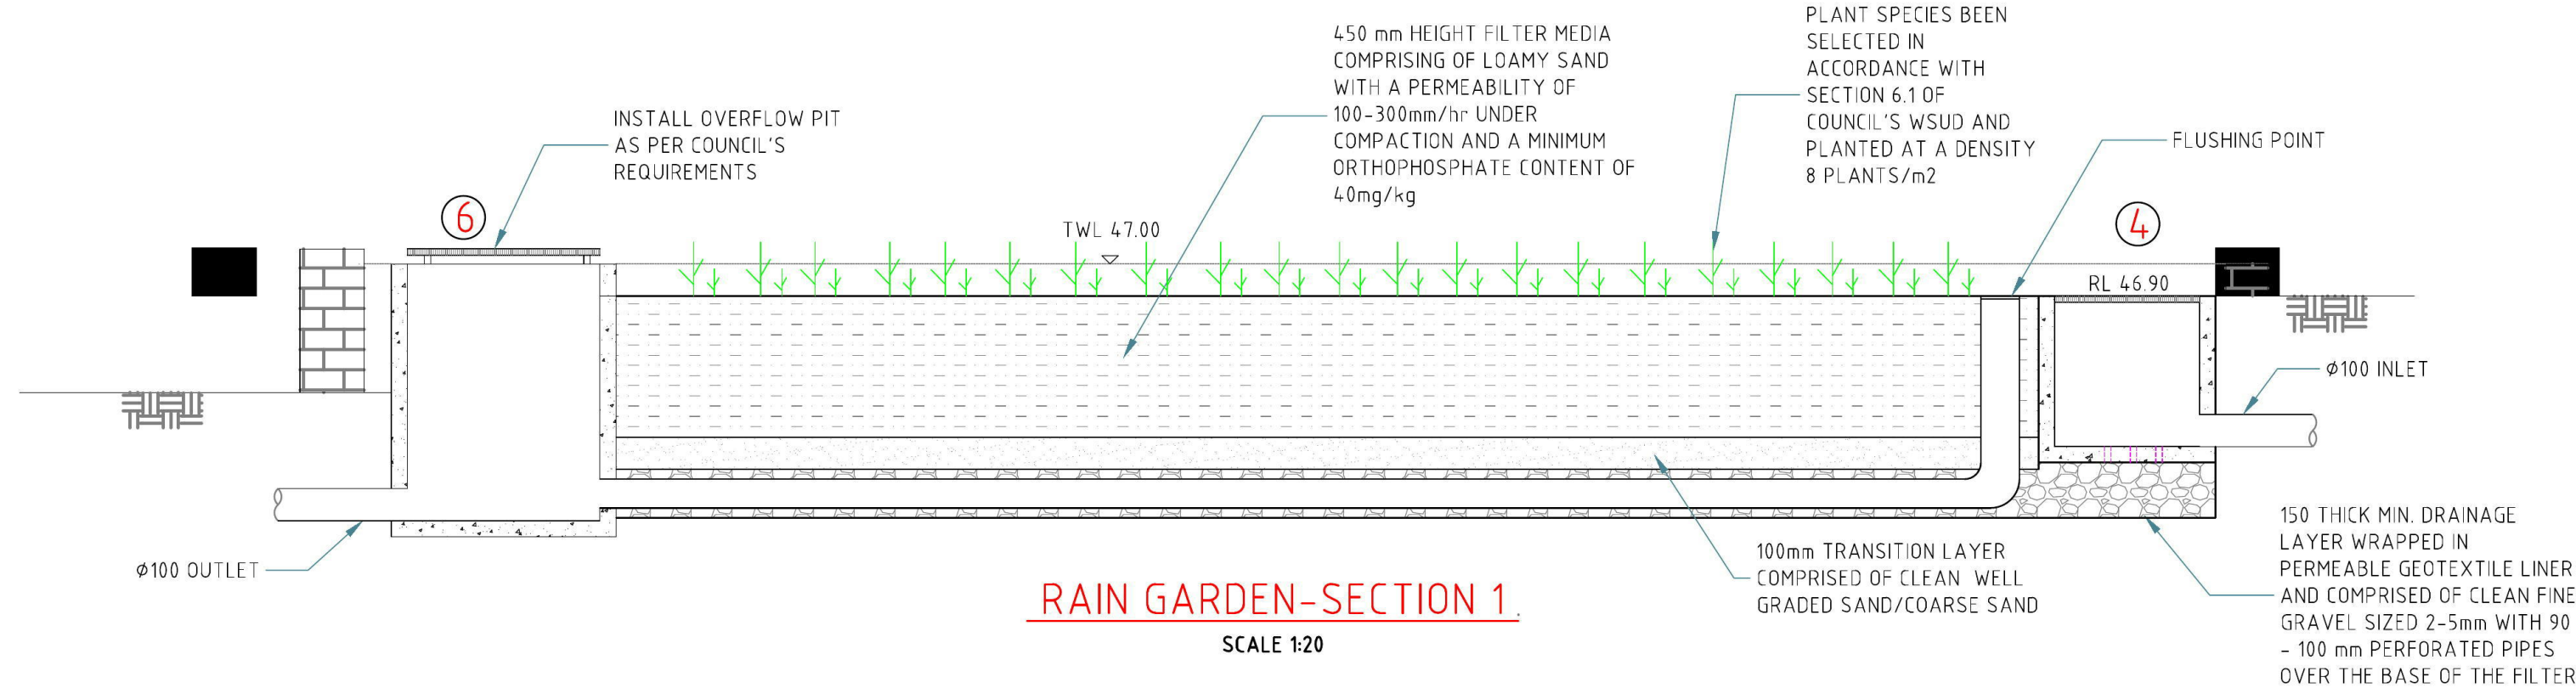 PLANT SPECIES BEEN
SELECTED IN
ACCORDANCE WITH
SECTION 6.1 OF
COUNCIL'S WSUD AND
PLANTED AT A DENSITY
8 PLANTS/m2
450 mm HEIGHT FILTER MEDIA
COMPRISING OF LOAMY SAND
WITH A PERMEABILITY OF
100-300mm/hr UNDER
COMPACTION AND A MINIMUM
ORTHOPHOSPHATE CONTENT OF
40mg/kg
INSTALL OVERFLOW PIT
AS PER COUNCIL'S
REQUIREMENTS
FLUSHING POINT
6
TWL 47.00
4
RL 46.90
Ø100 INLET
Ø100 OUTLET
100mm TRANSITION LAYER
COMPRISED OF CLEAN WELL
GRADED SAND/COARSE SAND
150 THICK MIN. DRAINAGE
LAYER WRAPPED IN
PERMEABLE GEOTEXTILE LINER
AND COMPRISED OF CLEAN FINE
GRAVEL SIZED 2-5mm WITH 90
- 100 mm PERFORATED PIPES
OVER THE BASE OF THE FILTER
RAIN GARDEN-SECTION 1
SCALE 1:20